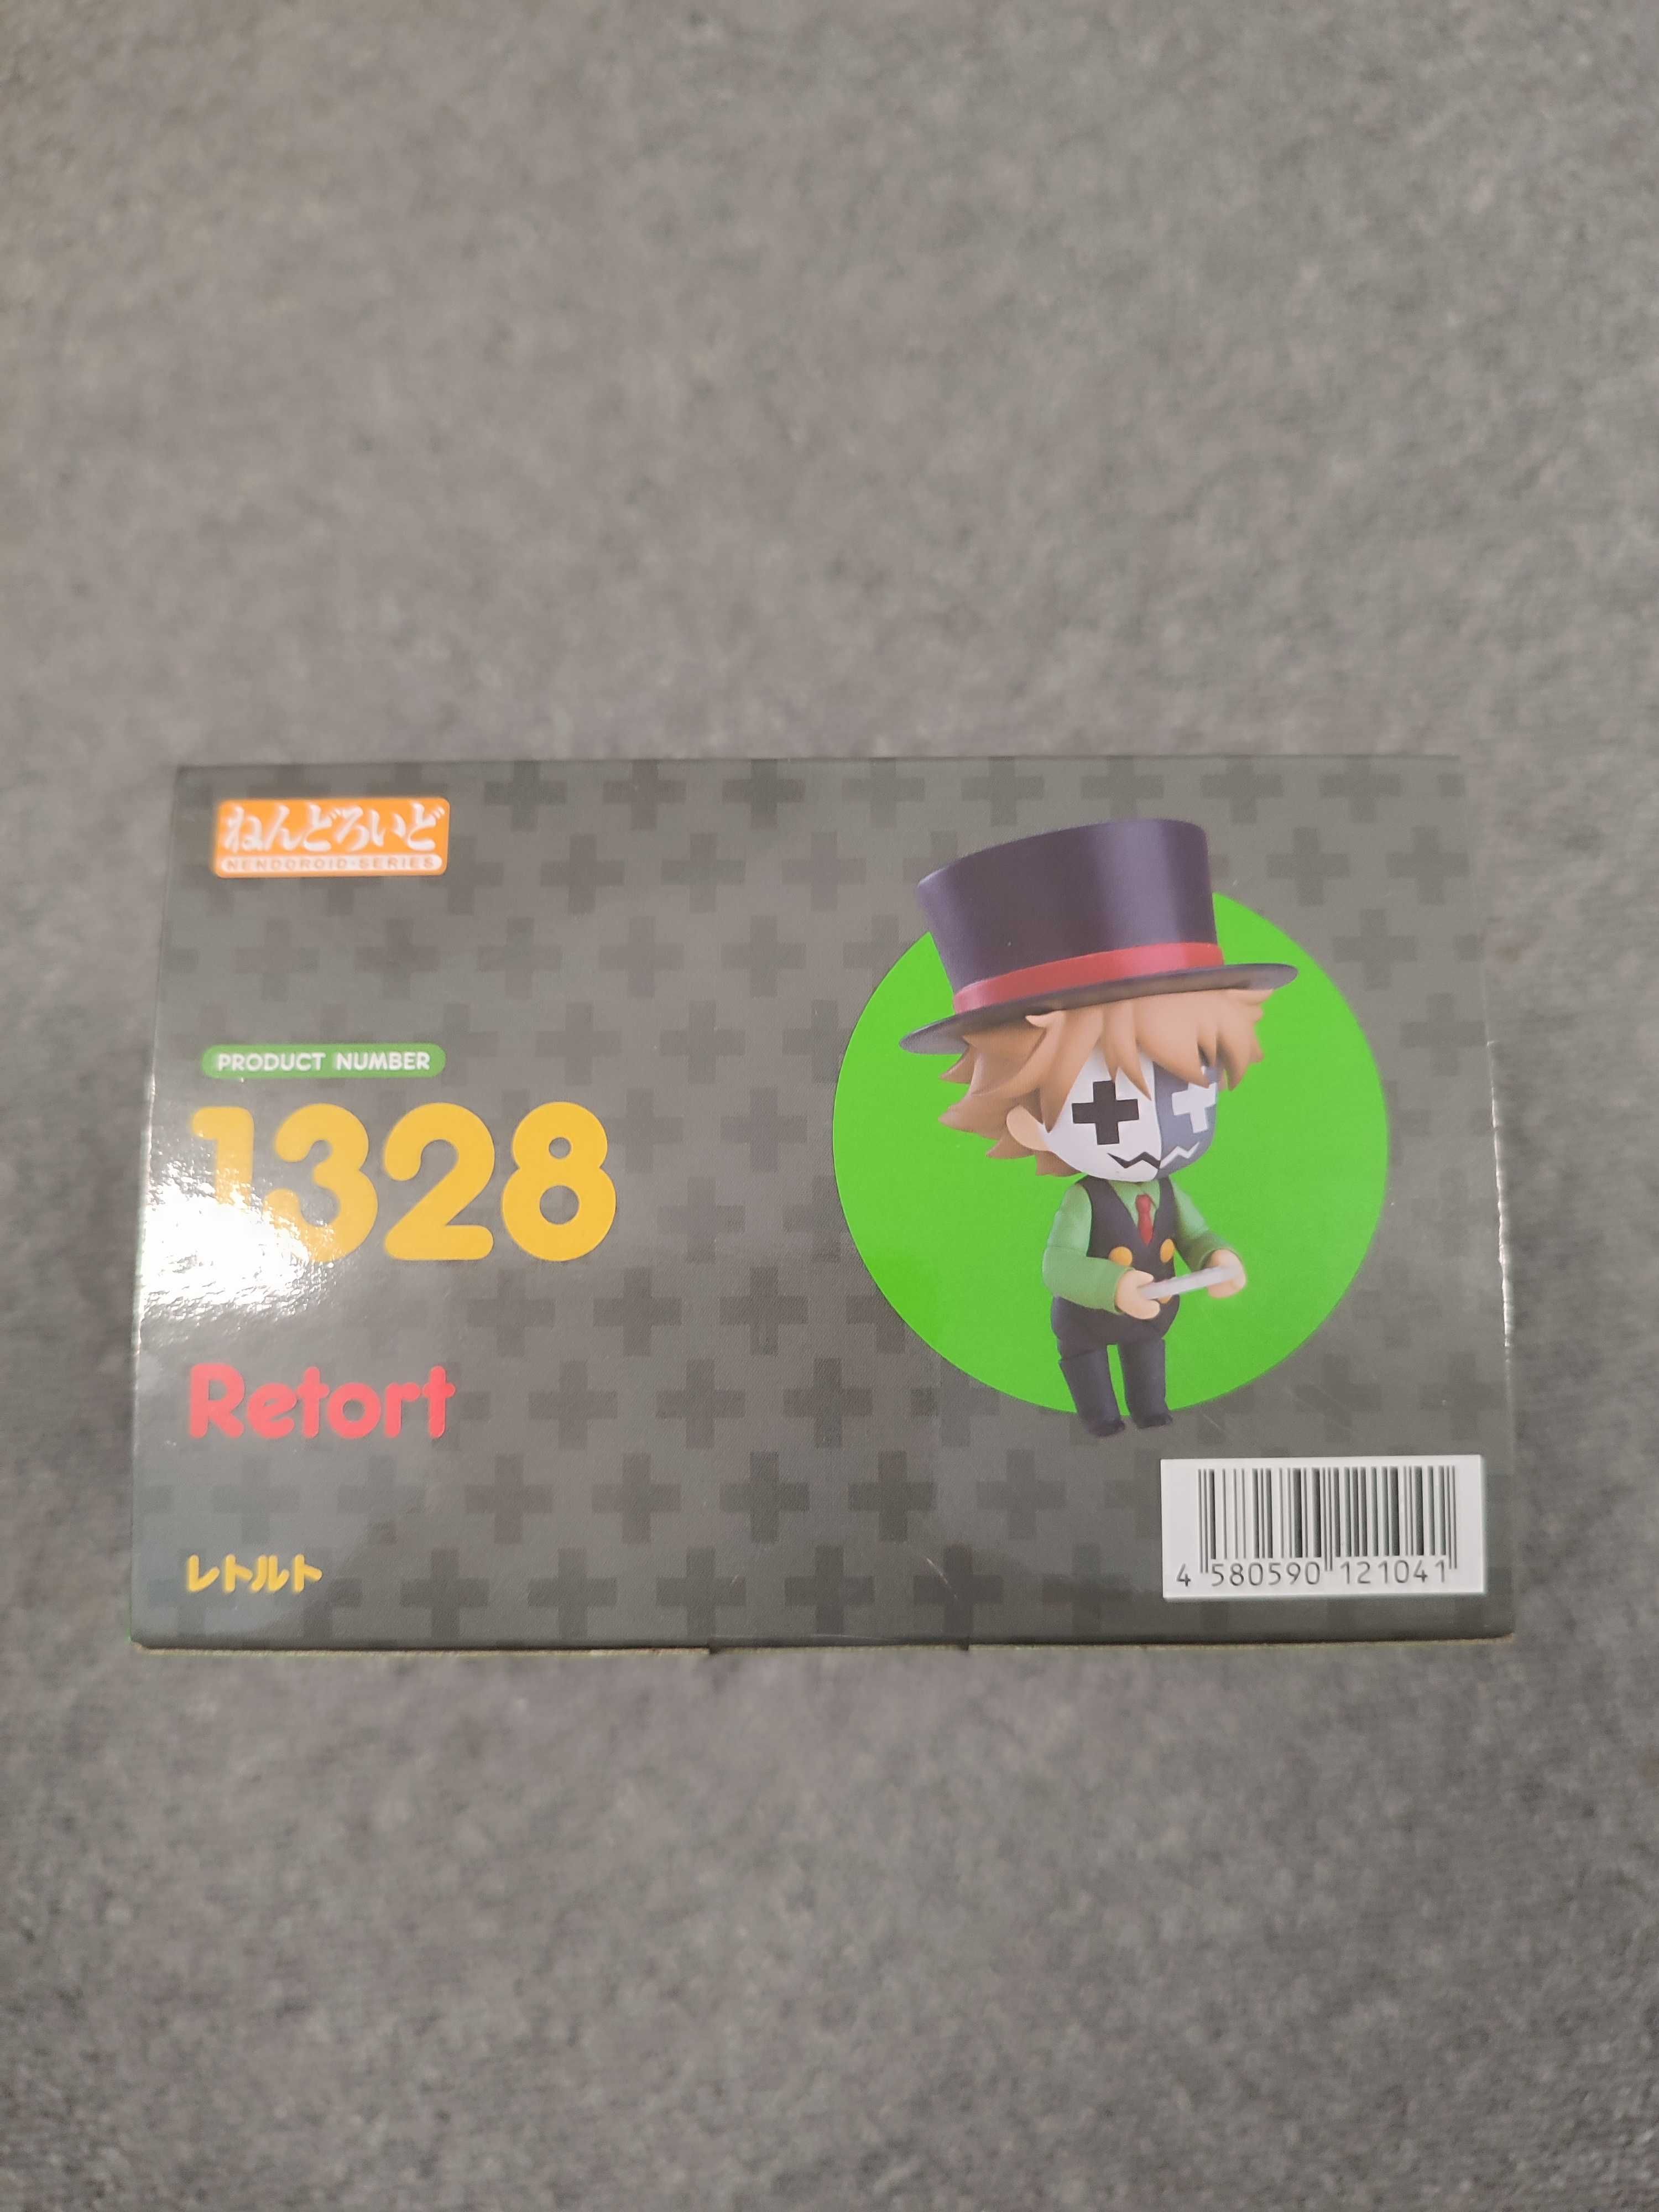 ねんどろいど
NENDOROID·SERIES
PRODUCT NUMBER
1328
Retort
レトルト
4 580590 121041